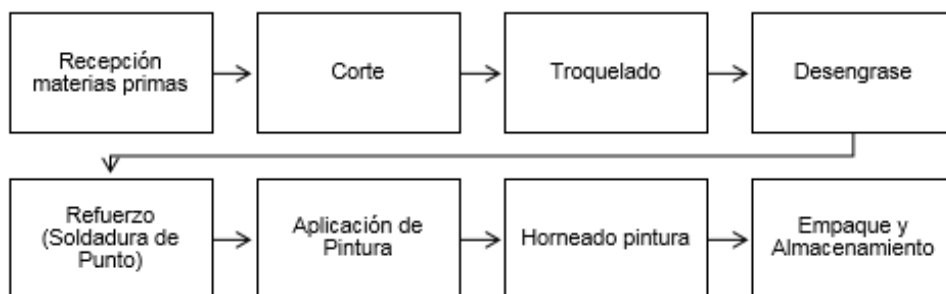 Recepción
materias primas
Corte
Troquelado
Desengrase
Refuerzo
(Soldadura de
Punto)
Aplicación de
Pintura
Horneado pintura
Empaque y
Almacenamiento